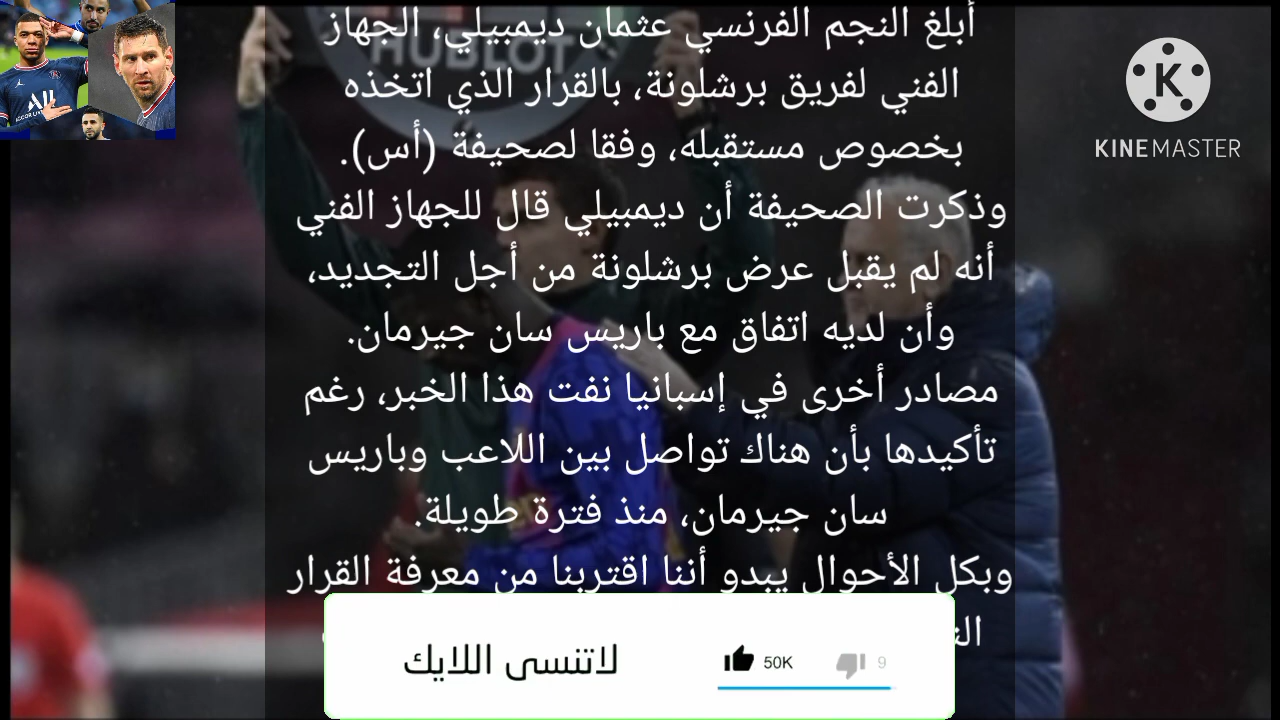 أبلغ النجم الفرنسي عثمان ديمبيلي، الجهاز
الفني لفريق برشلونة، بالقرار الذي اتخذه
بخصوص مستقبله، وفقا لصحيفة (أس).
وذكرت الصحيفة أن ديمبيلي قال للجهاز الفني
أنه لم يقبل عرض برشلونة من أجل التجديد،
وأن لديه اتفاق مع باريس سان جيرمان.
مصادر أخرى في إسبانيا نفت هذا الخبر، رغم
تأكيدها بأن هناك تواصل بين اللاعب وباريس
سان جيرمان، منذ فترة طويلة.
وبكل الأحوال يبدو أننا اقتربنا من معرفة القرار
لاتنسى اللايك
50K
9
HUBLOT
K
KINEMASTER